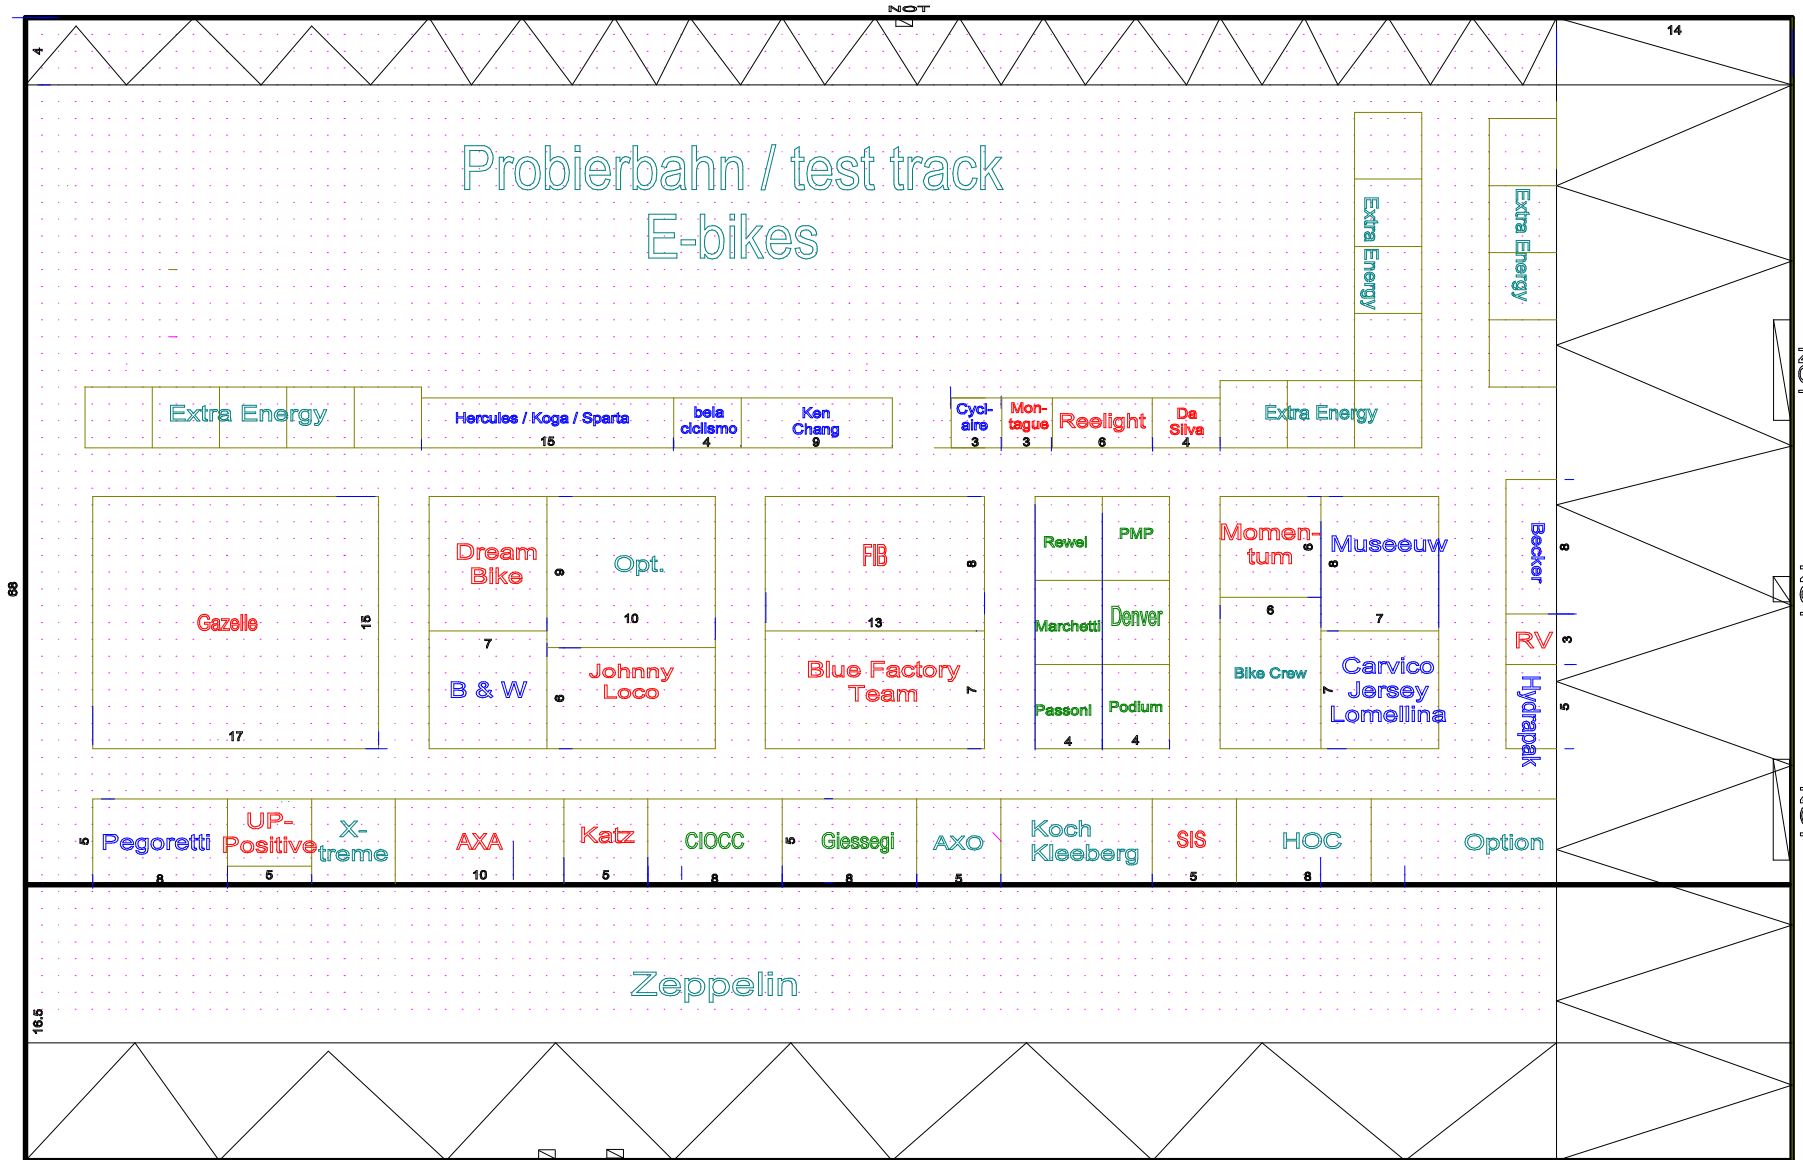 NOT
4
14
Probierbahn / test track
E-bikes
Extra Energy
Extra Energy
Extra Energy
Hercules / Koga / Sparta
15
bela
ciclismo
4
Ken
Chang
9
Cycl-
aire
3
Mon-
tague
3
Reelight
6
Da
Silva
4
Extra Energy
68
Gazelle
15
17
Dream
Bike
7
9
Opt.
10
B & W
Johnny
Loco
6
FIB
8
13
Blue Factory
Team
7
Rewel
PMP
Marchetti
Denver
Passoni
4
Podium
4
Momen-
tum
6
6
Museeuw
8
7
Bike Crew
Carvico
Jersey
Lomellina
7
Becker
8
RV
3
Hydrapak
5
Pegoretti
5
8
UP-
Positive
5
X-
treme
AXA
10
Katz
5
CIOCC
8
Giessegi
5
8
AXO
5
Koch
Kleeberg
SIS
5
HOC
8
Option
Zeppelin
16.5